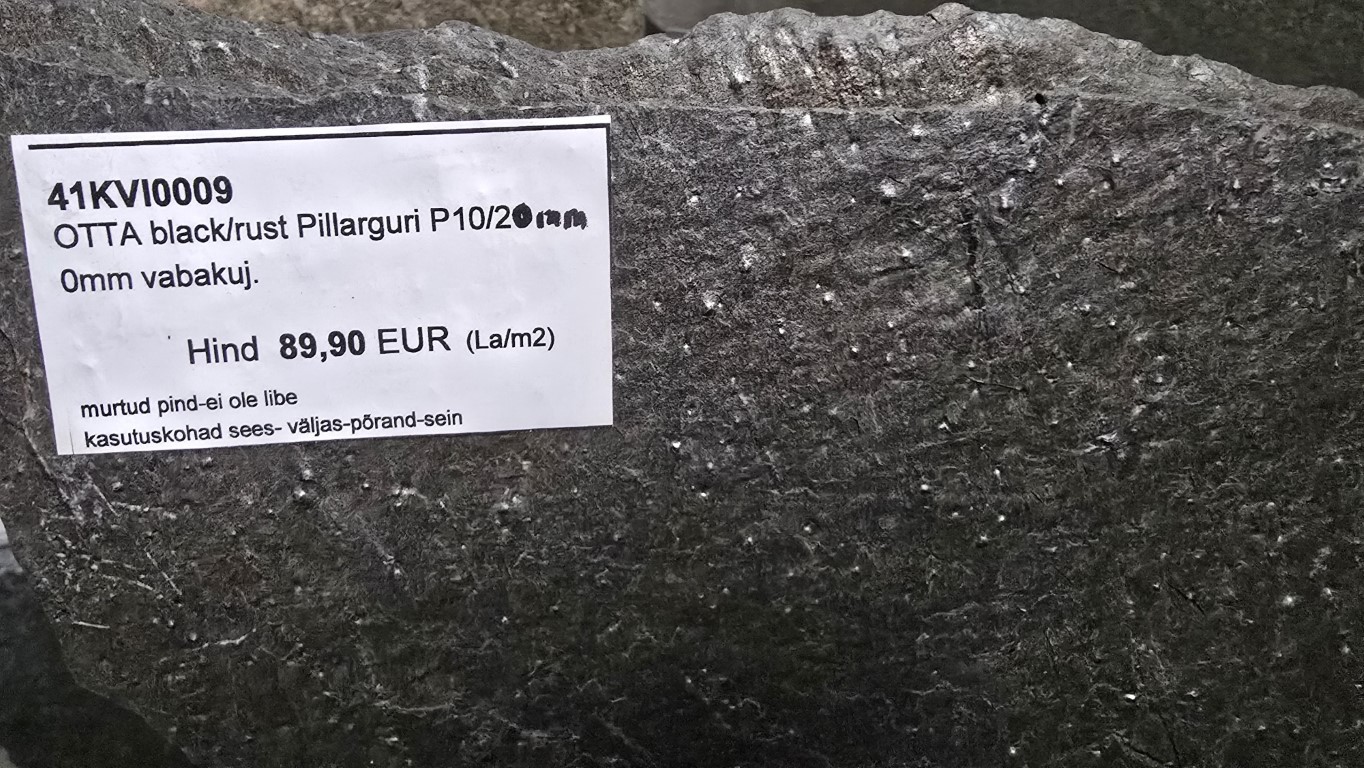 41KVI0009
OTTA black/rust Pillarguri P10/20mm
0mm vabakuj.
Hind 89,90 EUR (La/m2)
murtud pind-ei ole libe
kasutuskohad sees- väljas-põrand-sein